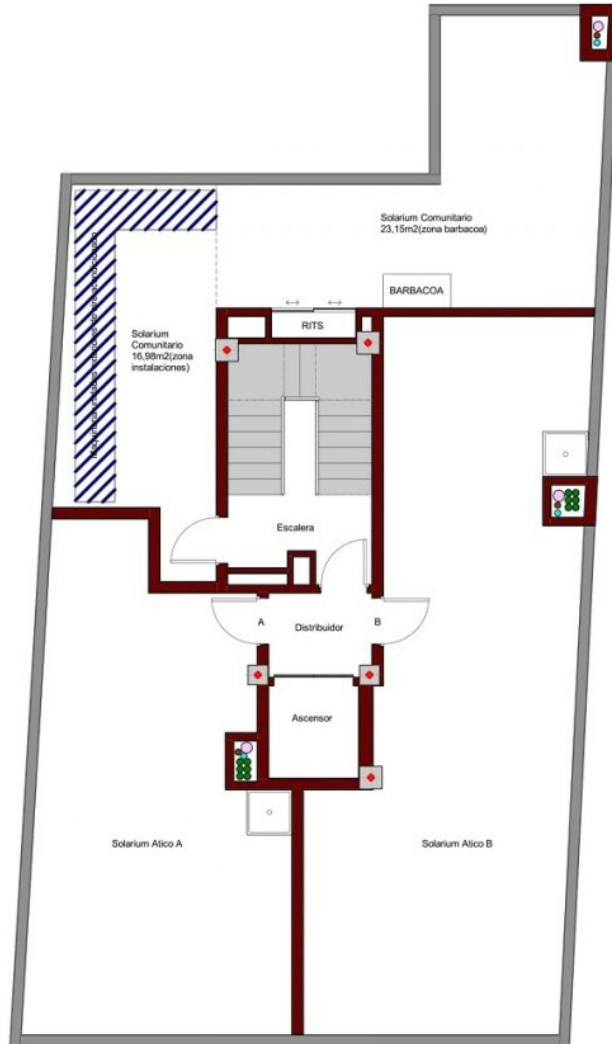 Solarium Comunitario
23,15m2(zona barbacoa)
BARBACOA
RITS
Solarium
Comunitario
16,98m2(zona
instalaciones)
Escalera
A
Distribuidor
B
Ascensor
Solarium Atico A
Solarium Atico B